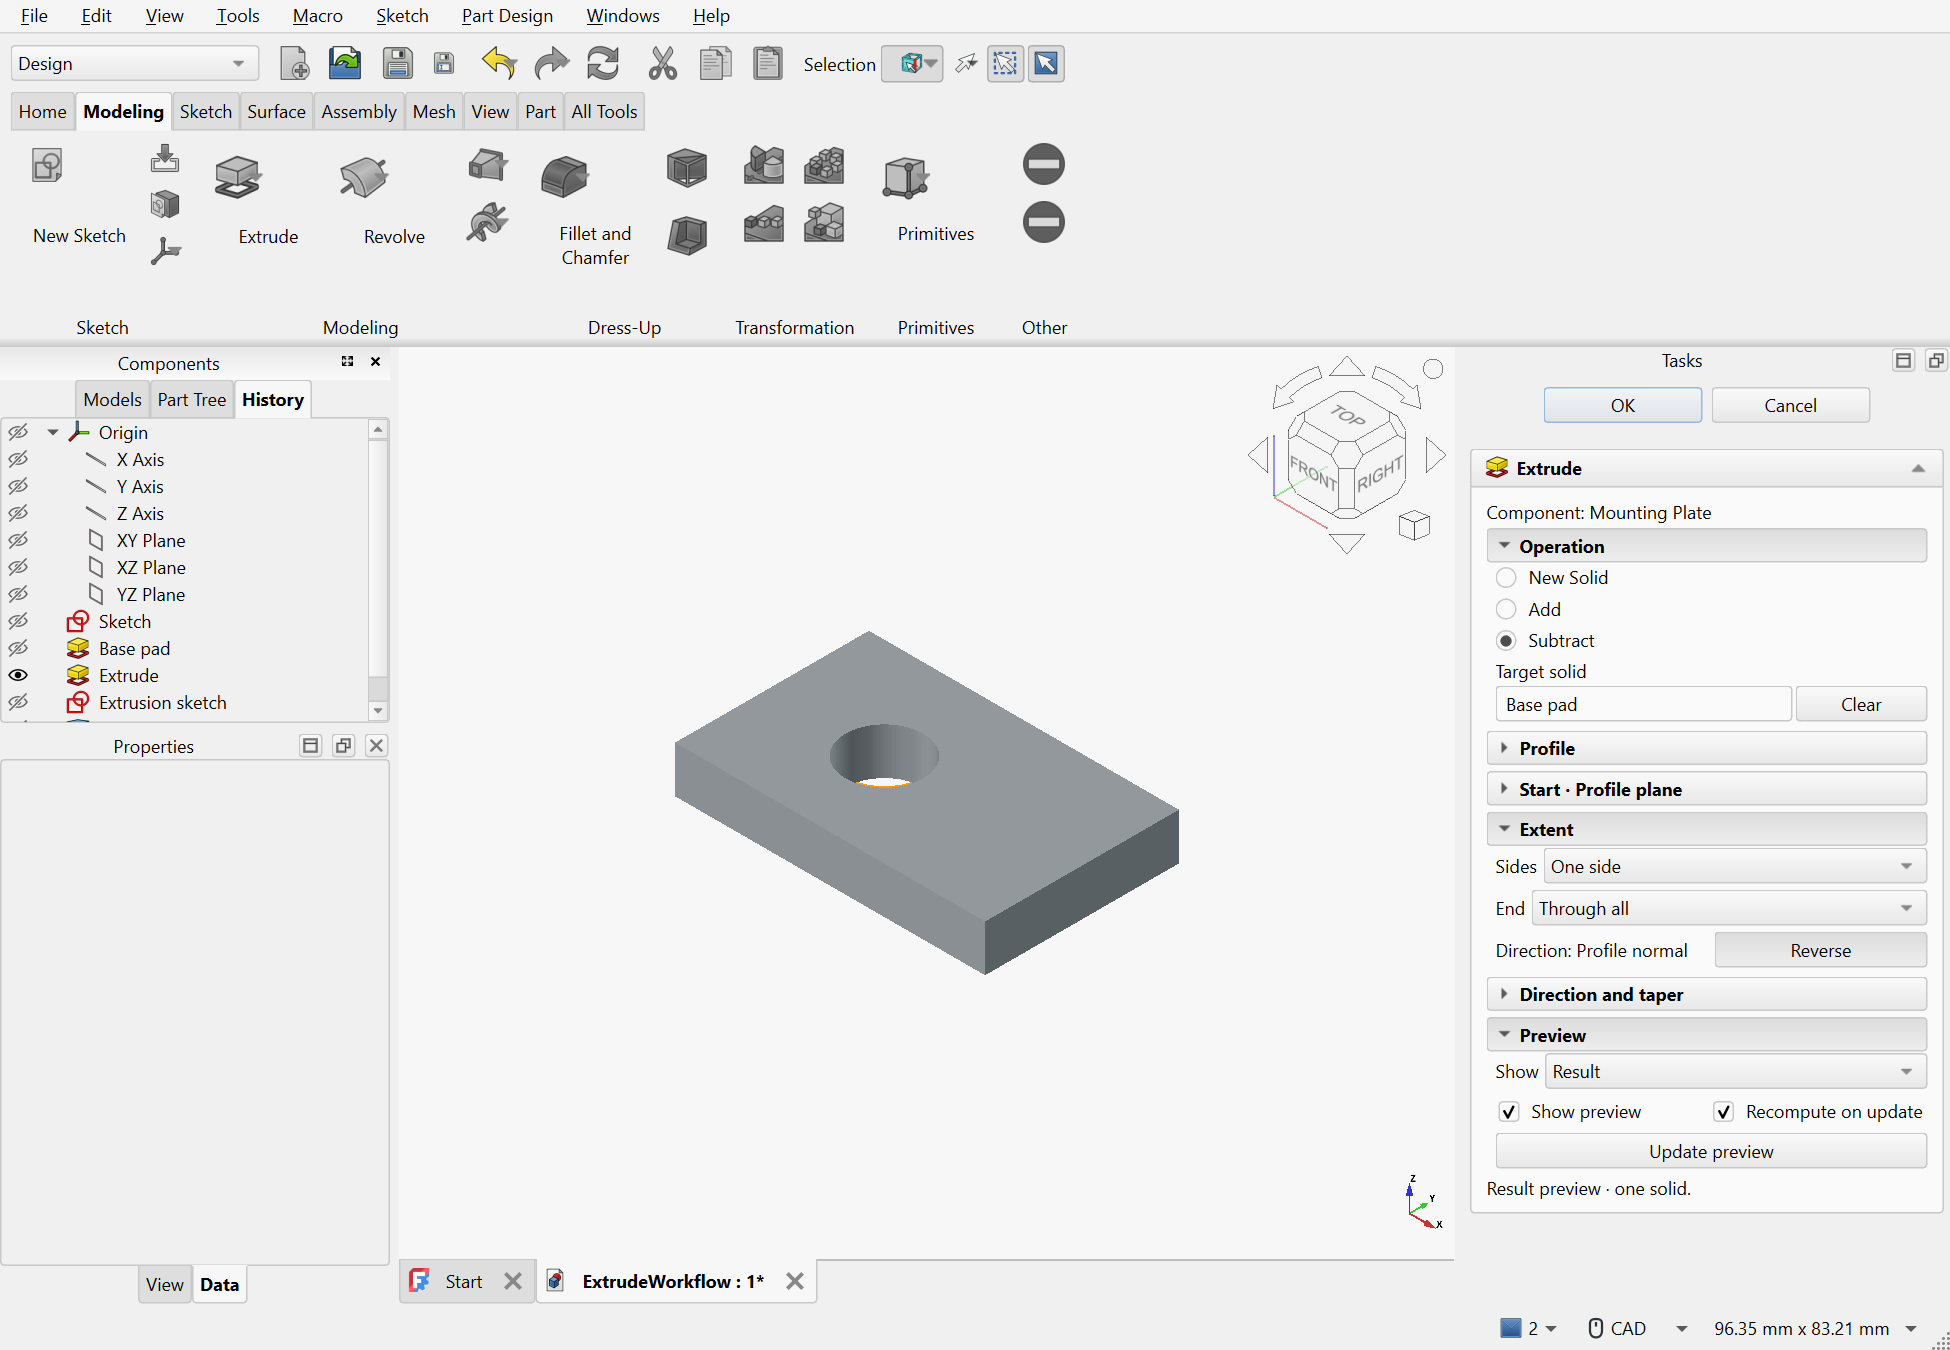 File Edit View Tools Macro Sketch Part Design Windows Help
Design
Selection
Home Modeling Sketch Surface Assembly Mesh View Part All Tools
New Sketch
Extrude
Revolve
Fillet and
Chamfer
Primitives
Sketch Modeling Dress-Up Transformation Primitives Other
Components
Models Part Tree History
Origin
X Axis
Y Axis
Z Axis
XY Plane
XZ Plane
YZ Plane
Sketch
Base pad
Extrude
Extrusion sketch
Properties
View Data
TOP
FRONT
RIGHT
Z
Y
X
Start
ExtrudeWorkflow : 1*
Tasks
OK Cancel
Extrude
Component: Mounting Plate
Operation
New Solid
Add
Subtract
Target solid
Base pad Clear
Profile
Start · Profile plane
Extent
Sides One side
End Through all
Direction: Profile normal Reverse
Direction and taper
Preview
Show Result
Show preview Recompute on update
Update preview
Result preview · one solid.
2 CAD 96.35 mm x 83.21 mm